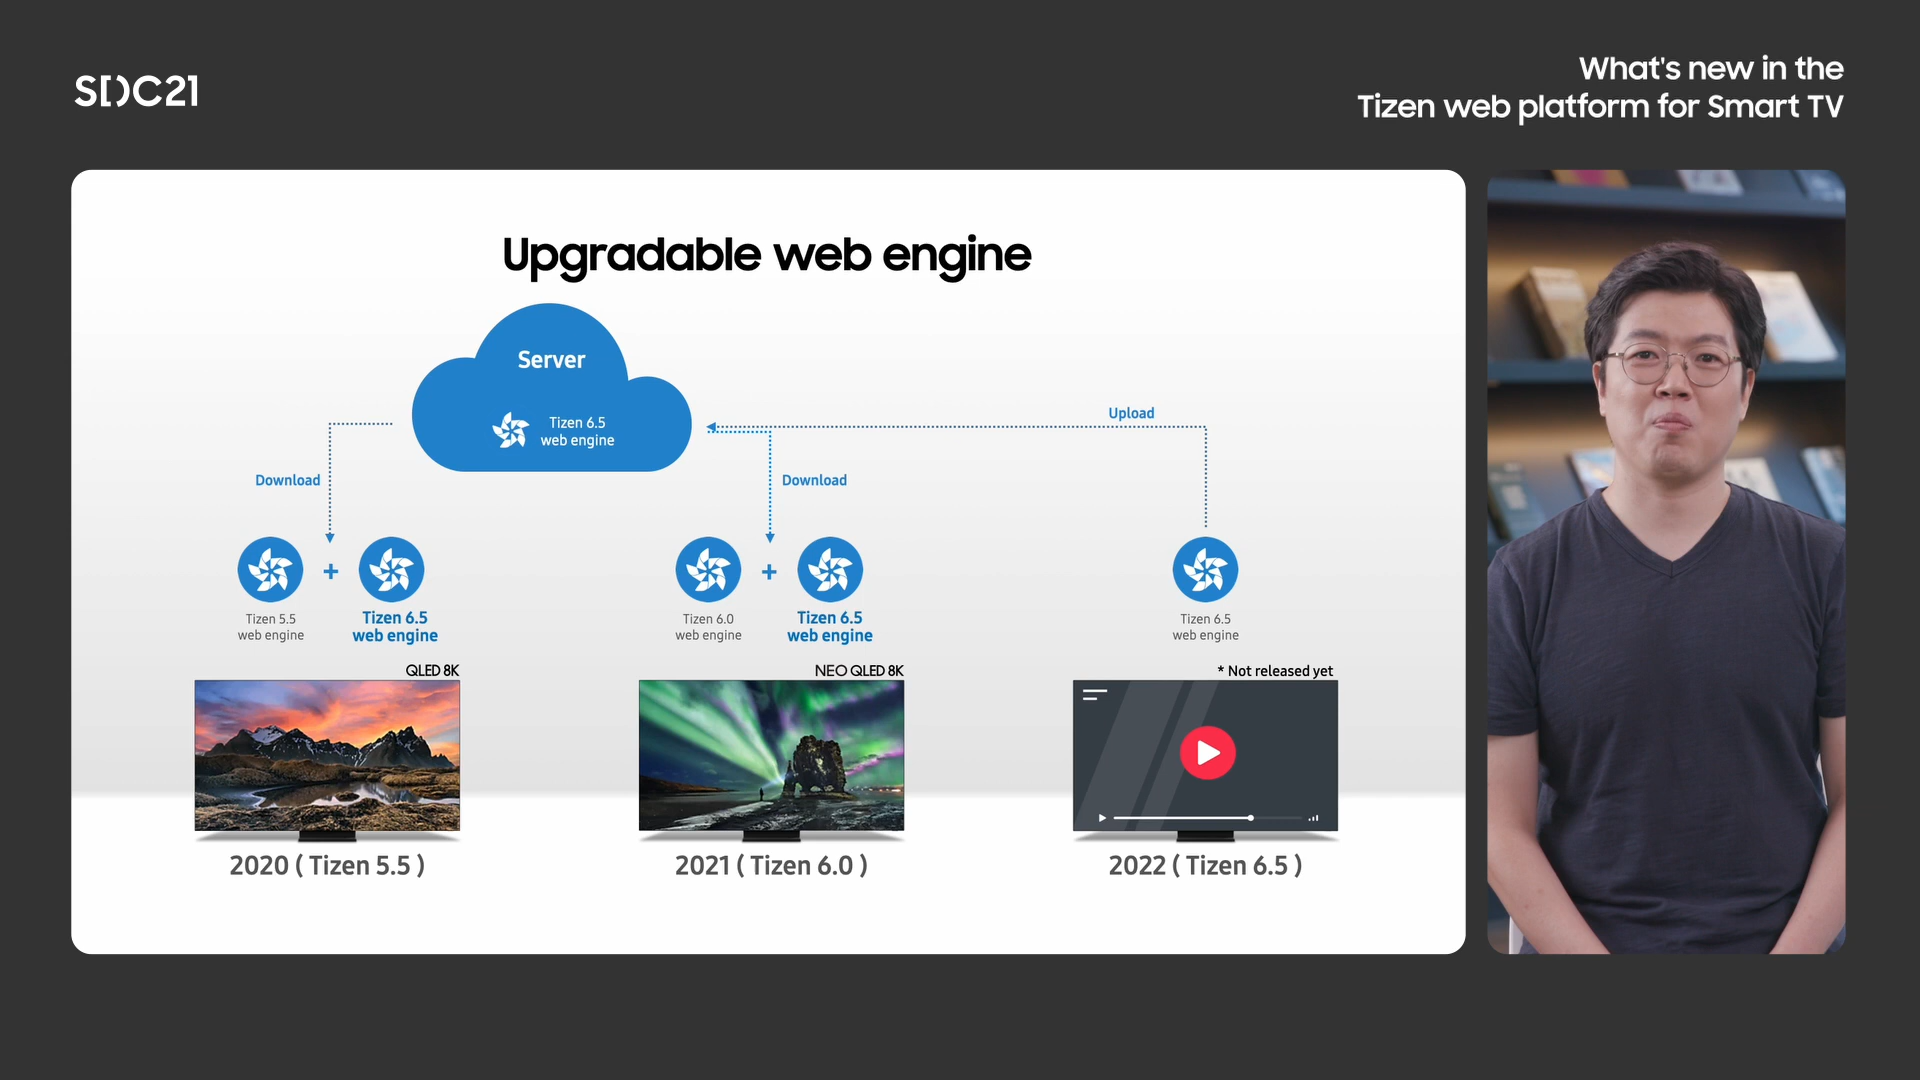 SDC21
What's new in the
Tizen web platform for Smart TV
Upgradable web engine
Server
Tizen 6.5
web engine
Upload
Download
Download
+
+
Tizen 5.5
web engine
Tizen 6.5
web engine
Tizen 6.0
web engine
Tizen 6.5
web engine
Tizen 6.5
web engine
QLED 8K
NEO QLED 8K
* Not released yet
2020 ( Tizen 5.5 )
2021 ( Tizen 6.0 )
2022 ( Tizen 6.5 )